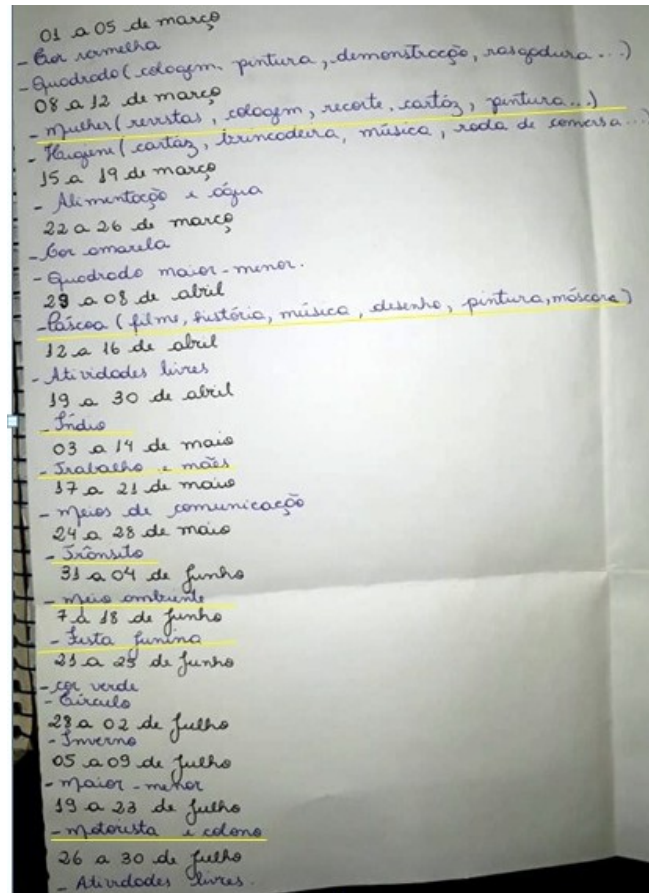 01 a 05 de março
- Cor vermelha
- Quadrado (colagem, pintura, demonstração, rasgadura...)
08 a 12 de março
- Mulher (revistas, colagem, recorte, cartáz, pintura...)
- Higiene (cartáz, brincadeira, música, roda de conversa...
15 a 19 de março
- Alimentação e água
22 a 26 de março
- Cor amarela
- Quadrado maior-menor.
29 a 08 de abril
- Páscoa (filme, história, música, desenho, pintura, máscara)
12 a 16 de abril
- Atividades livres
19 a 30 de abril
- Índio
03 a 14 de maio
- Trabalho e mães
17 a 21 de maio
- Meios de comunicação
24 a 28 de maio
- Trânsito
31 a 04 de Junho
- Meio ambiente
7 a 18 de Junho
- Festa Junina
21 a 25 de Junho
- cor verde
- Círculo
28 a 02 de Julho
- Inverno
05 a 09 de Julho
- Maior-menor
19 a 23 de Julho
- Motorista e colono
26 a 30 de Julho
- Atividades livres.